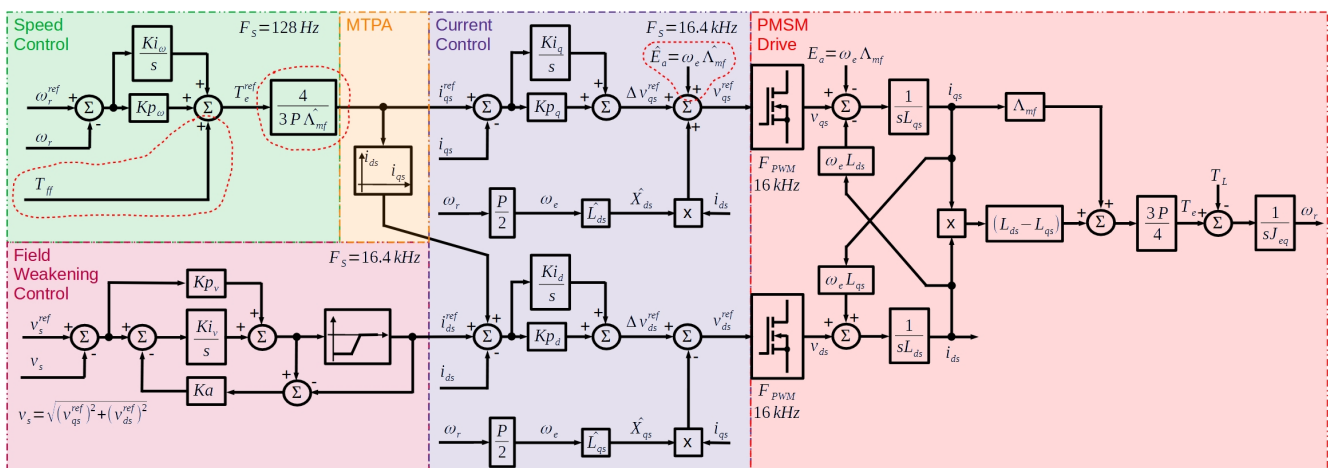 Speed
Control
F_S=128 Hz
Ki_ω
s
ω_r^ref
+
-
Σ
Kp_ω
+
+
+
Σ
T_e^ref
4
3 P Λ̂_mf
ω_r
T_ff
MTPA
i_ds
i_qs
Current
Control
F_S=16.4 kHz
Ki_q
s
Ê_a=ω_e Λ̂_mf
i_qs^ref
+
-
Σ
Kp_q
+
+
Σ
Δ v_qs^ref
+
+
+
Σ
v_qs^ref
i_qs
ω_r
P
2
ω_e
L̂_ds
X̂_ds
x
i_ds
Field
Weakening
Control
F_S=16.4 kHz
Kp_v
v_s^ref
+
-
Σ
+
-
Σ
Ki_v
s
+
+
Σ
v_s
Ka
+
-
Σ
v_s=√((v_qs^ref)^2+(v_ds^ref)^2)
Ki_d
s
i_ds^ref
+
+
-
Σ
Kp_d
+
+
Σ
Δ v_ds^ref
+
-
Σ
v_ds^ref
i_ds
ω_r
P
2
ω_e
L̂_qs
X̂_qs
x
i_qs
PMSM
Drive
E_a=ω_e Λ_mf
F_PWM
16 kHz
v_qs
+
-
-
Σ
1
sL_qs
i_qs
Λ_mf
ω_e L_ds
x
(L_ds−L_qs)
+
+
Σ
3 P
4
T_e
T_L
+
-
Σ
1
sJ_eq
ω_r
ω_e L_qs
F_PWM
16 kHz
v_ds
+
+
Σ
1
sL_ds
i_ds